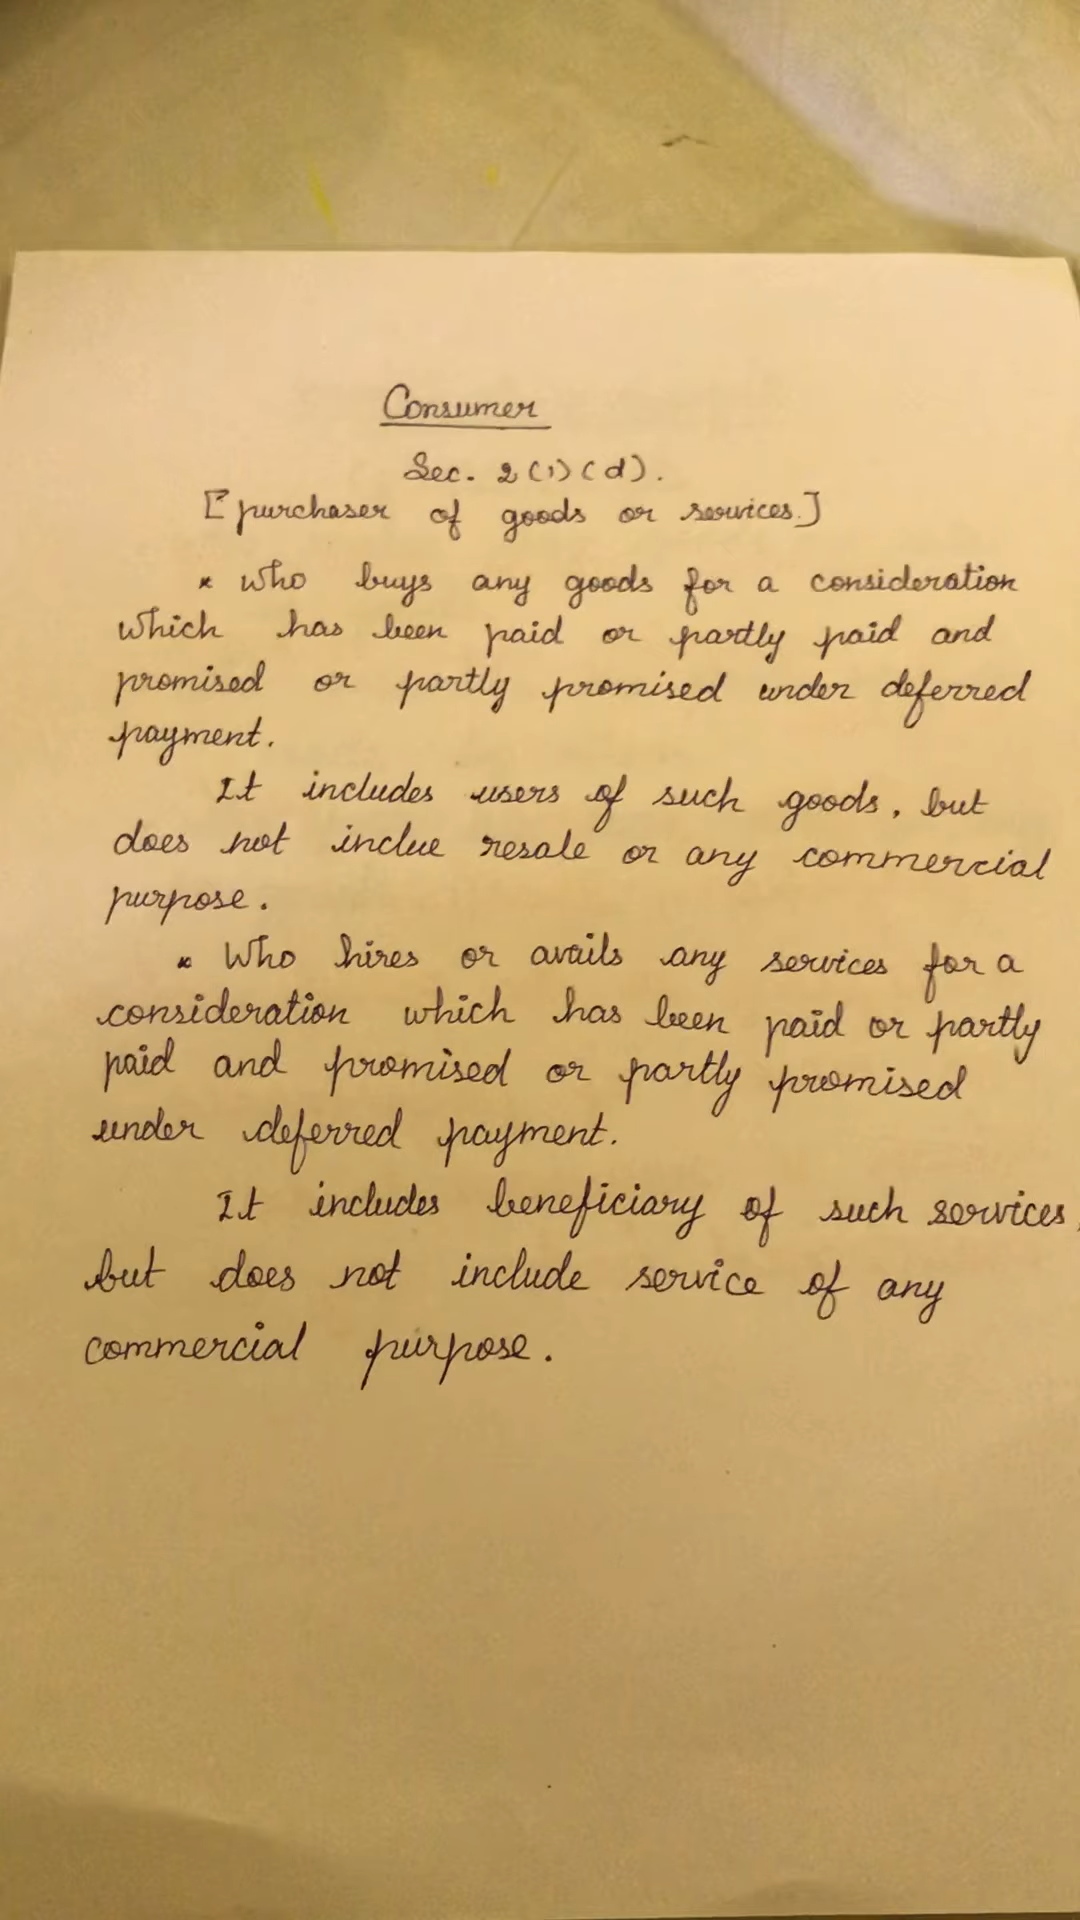 Consumer
Sec. 2(1)(d).
[purchaser of goods or services.]
* Who buys any goods for a consideration
which has been paid or partly paid and
promised or partly promised under deferred
payment.
It includes users of such goods, but
does not inclue resale or any commercial
purpose.
* Who hires or avails any services for a
consideration which has been paid or partly
paid and promised or partly promised
under deferred payment.
It includes beneficiary of such services,
but does not include service of any
commercial purpose.